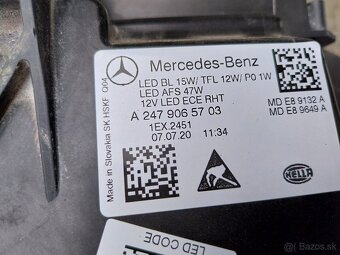 Mercedes-Benz
LED BL 15W/ TFL 12W/ PO 1W
LED AFS 47W
12V LED ECE RHT
A 247 906 57 03
1EX.2451
07.07.20 11:34
MD E8 9132 A
MD E8 9649 A
Made in Slovakia SK HSKF Q04
HELLA
LED CODE
Bazos.sk